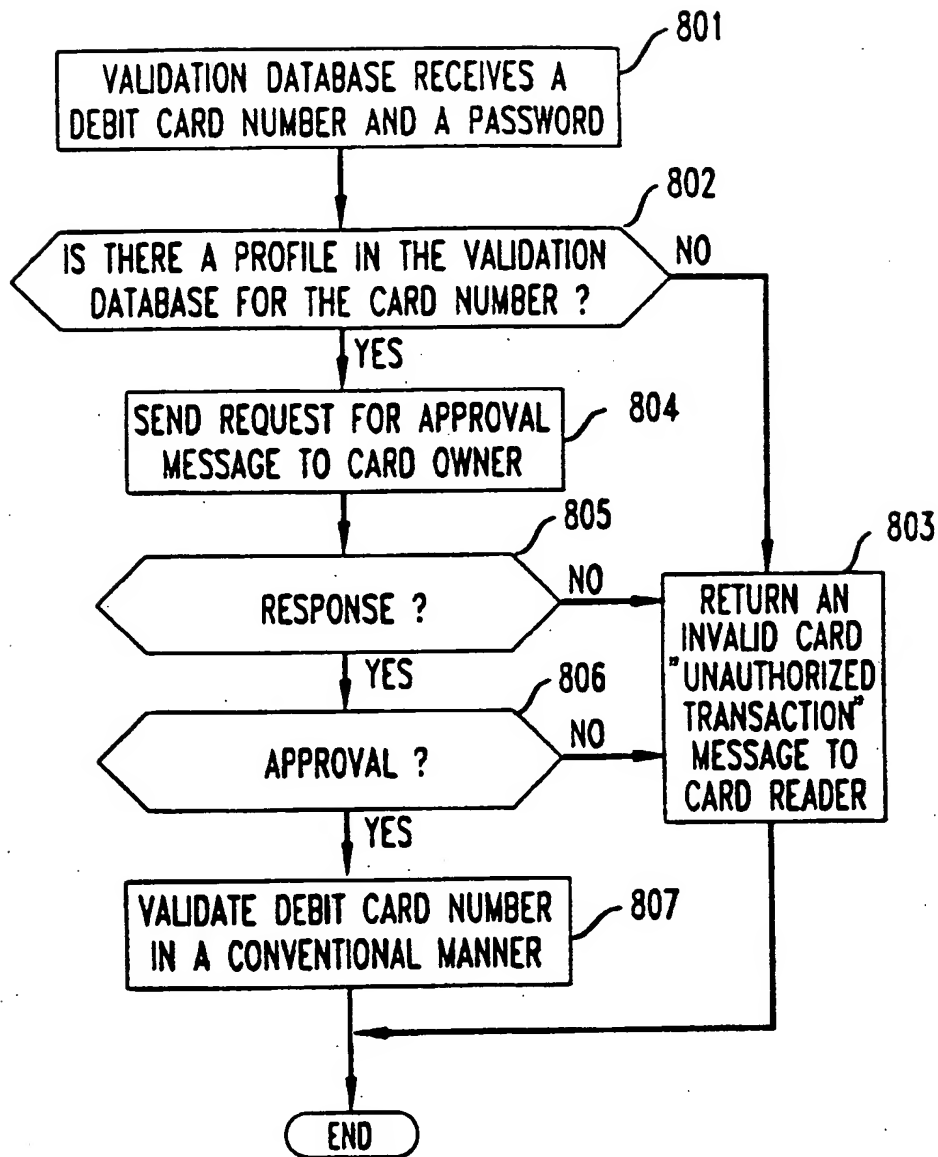 801
VALIDATION DATABASE RECEIVES A
DEBIT CARD NUMBER AND A PASSWORD
802
IS THERE A PROFILE IN THE VALIDATION
DATABASE FOR THE CARD NUMBER ?
NO
YES
SEND REQUEST FOR APPROVAL
MESSAGE TO CARD OWNER
804
805
RESPONSE ?
NO
YES
803
RETURN AN
INVALID CARD
"UNAUTHORIZED
TRANSACTION"
MESSAGE TO
CARD READER
806
APPROVAL ?
NO
YES
VALIDATE DEBIT CARD NUMBER
IN A CONVENTIONAL MANNER
807
END